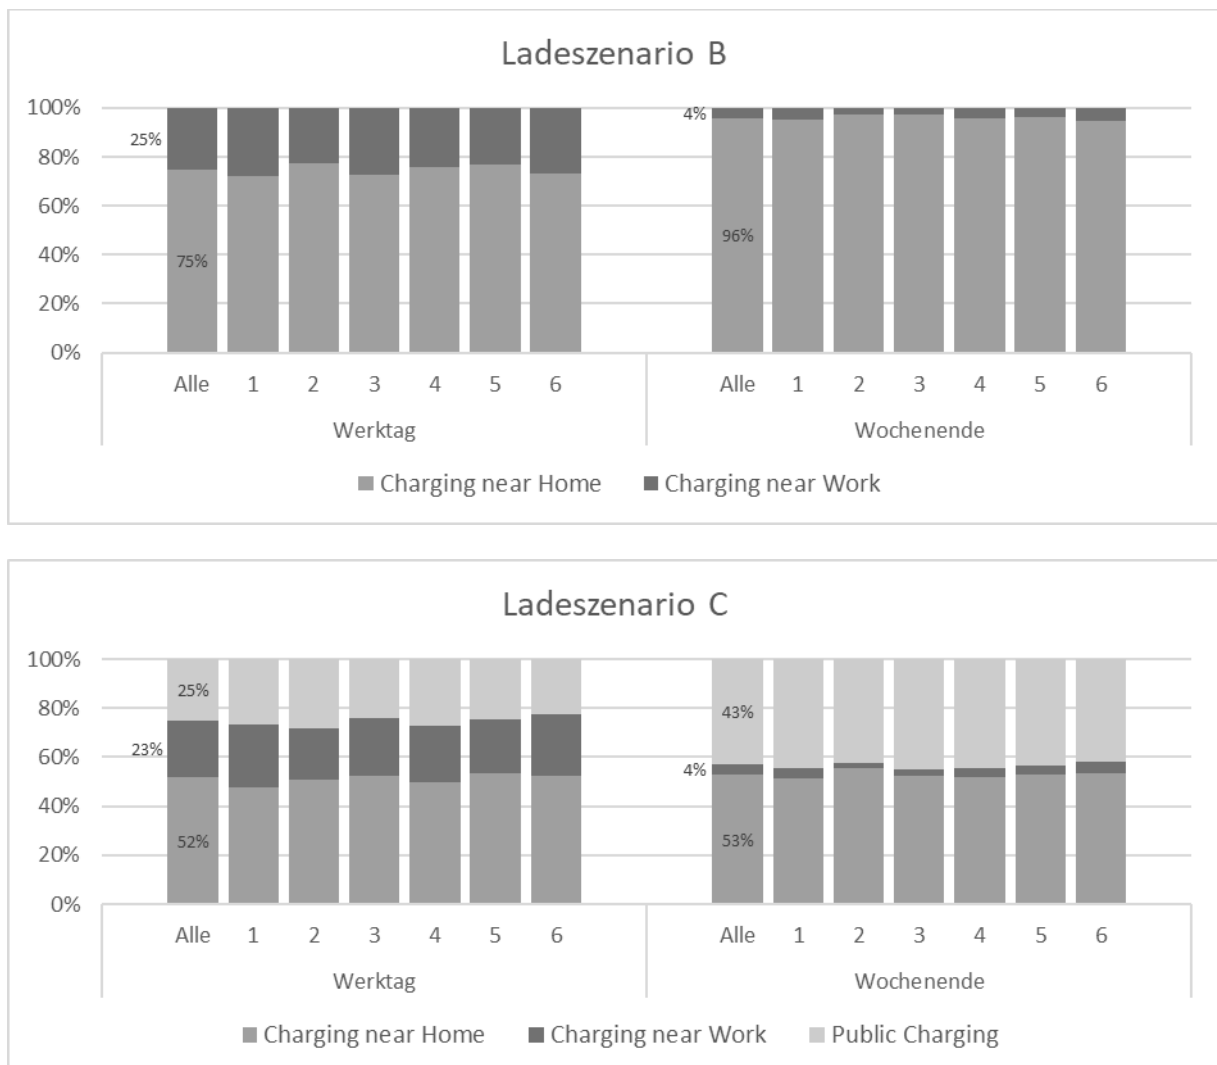 Ladeszenario B
100%
80%
60%
40%
20%
0%
25%
75%
4%
96%
Alle 1 2 3 4 5 6 Alle 1 2 3 4 5 6
Werktag Wochenende
Charging near Home Charging near Work
Ladeszenario C
100%
80%
60%
40%
20%
0%
25%
23%
52%
43%
4%
53%
Alle 1 2 3 4 5 6 Alle 1 2 3 4 5 6
Werktag Wochenende
Charging near Home Charging near Work Public Charging